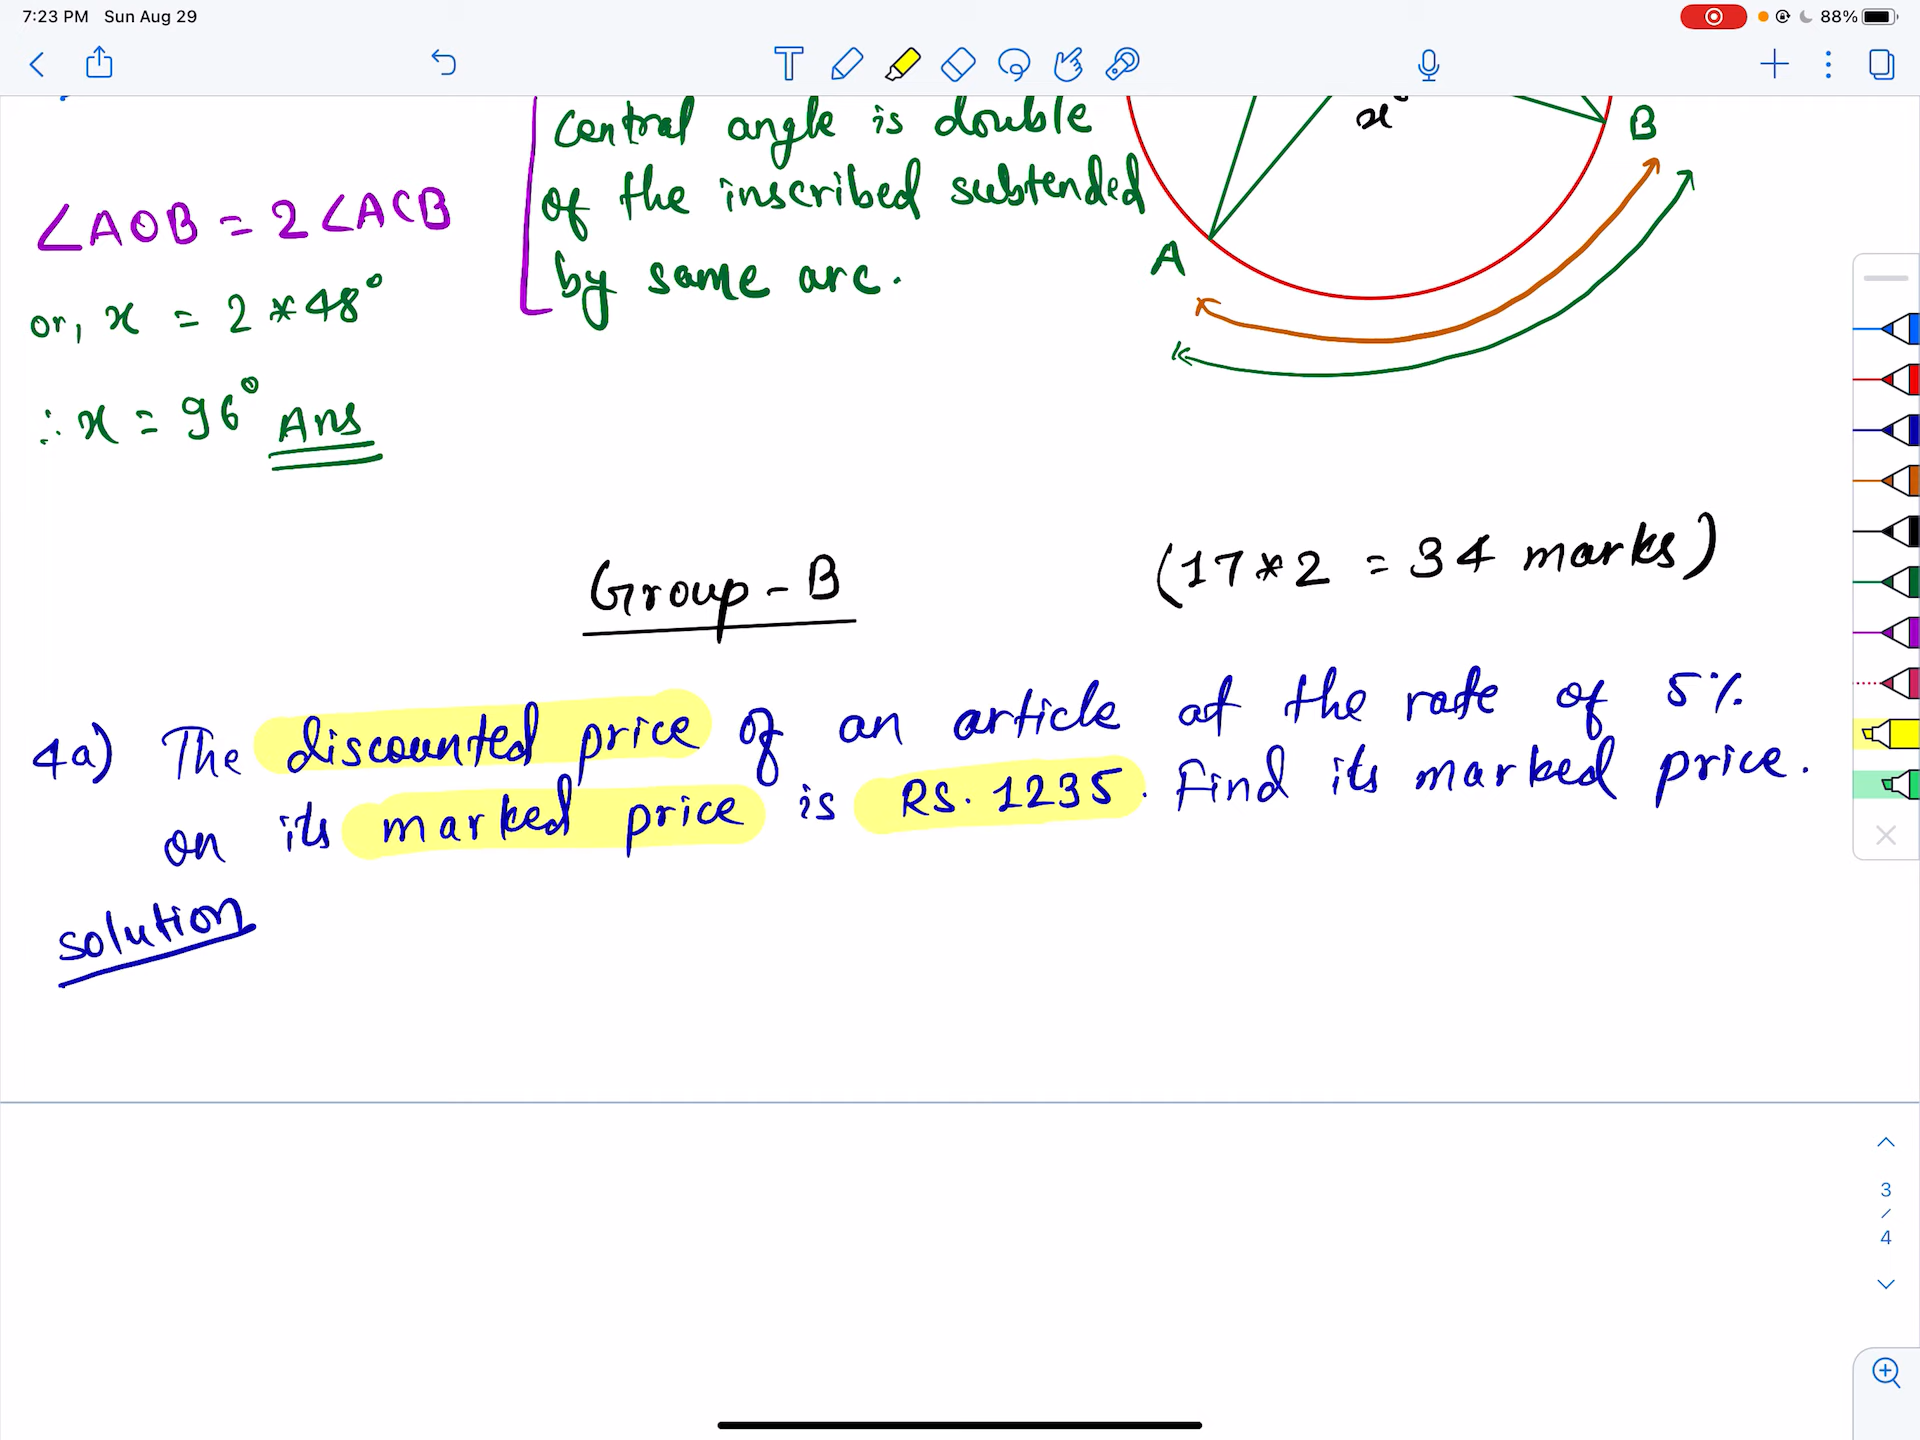 7:23 PM Sun Aug 29
88%
Central angle is double
of the inscribed subtended
by same arc.
x°
B
A
∠AOB = 2 ∠ACB
or, x = 2 * 48°
∴ x = 96° Ans
Group - B
(17*2 = 34 marks)
4a) The discounted price of an article at the rate of 5%
on its marked price is RS. 1235. Find its marked price.
solution
3
/
4